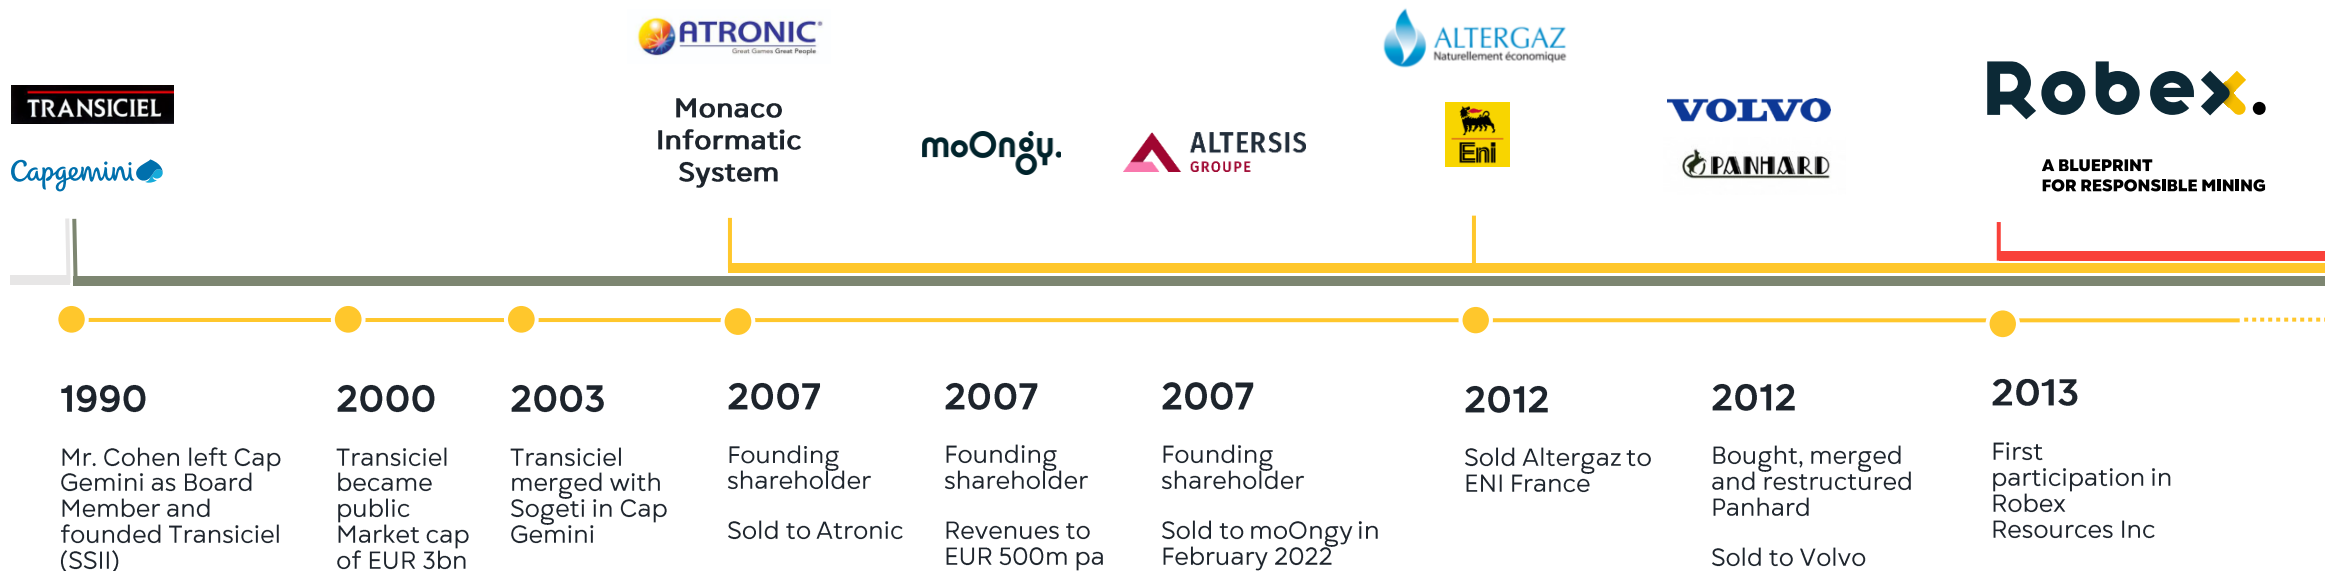 TRANSICIEL
Capgemini
ATRONIC®
Great Games Great People
Monaco
Informatic
System
moOngy.
ALTERSIS
GROUPE
ALTERGAZ
Naturellement économique
Eni
VOLVO
PANHARD
Robex.
A BLUEPRINT
FOR RESPONSIBLE MINING
1990
Mr. Cohen left Cap
Gemini as Board
Member and
founded Transiciel
(SSII)
2000
Transiciel
became
public
Market cap
of EUR 3bn
2003
Transiciel
merged with
Sogeti in Cap
Gemini
2007
Founding
shareholder
Sold to Atronic
2007
Founding
shareholder
Revenues to
EUR 500m pa
2007
Founding
shareholder
Sold to moOngy in
February 2022
2012
Sold Altergaz to
ENI France
2012
Bought, merged
and restructured
Panhard
Sold to Volvo
2013
First
participation in
Robex
Resources Inc